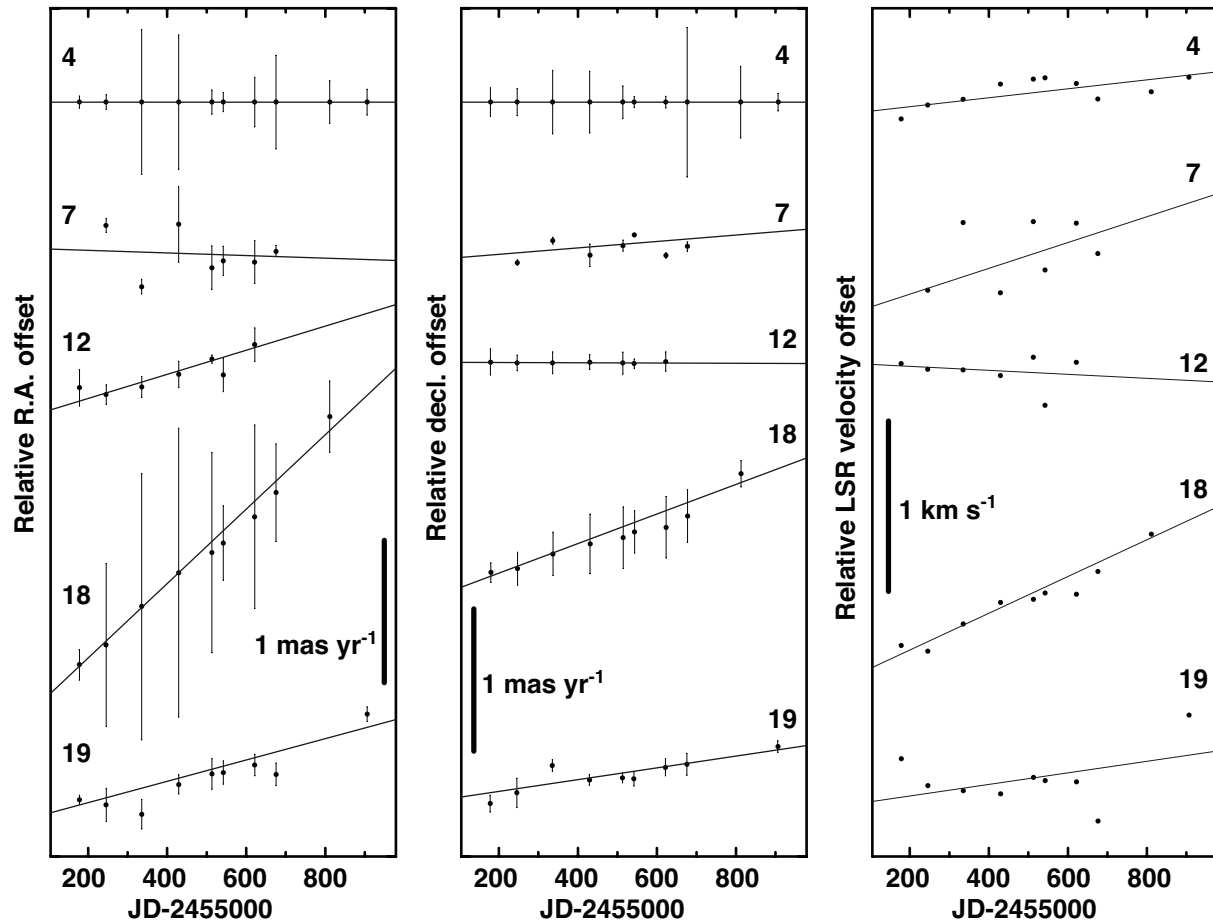 4
7
12
18
1 mas yr-1
19
Relative R.A. offset
200 400 600 800
JD-2455000
4
7
12
18
1 mas yr-1
19
Relative decl. offset
200 400 600 800
JD-2455000
4
7
12
1 km s-1
18
19
Relative LSR velocity offset
200 400 600 800
JD-2455000